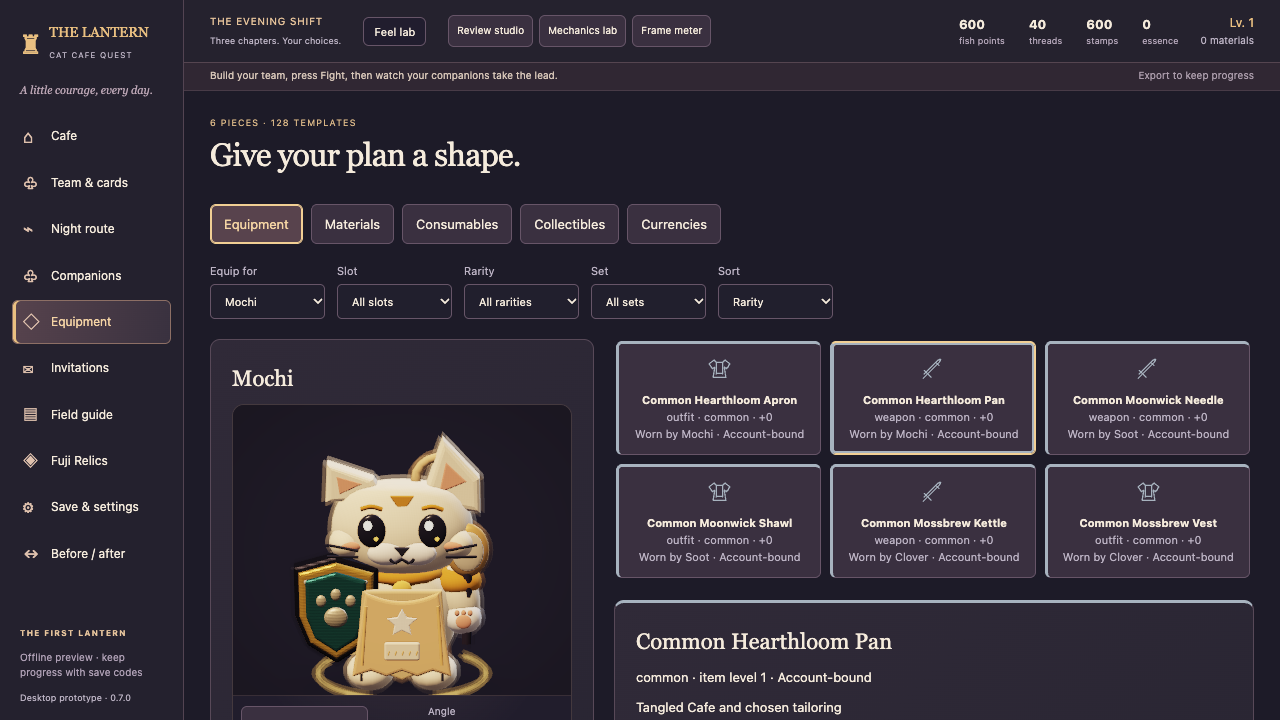 THE LANTERN
CAT CAFE QUEST
A little courage, every day.
Cafe
Team & cards
Night route
Companions
Equipment
Invitations
Field guide
Fuji Relics
Save & settings
Before / after
THE FIRST LANTERN
Offline preview · keep
progress with save codes
Desktop prototype · 0.7.0
THE EVENING SHIFT
Three chapters. Your choices.
Feel lab
Review studio
Mechanics lab
Frame meter
600
fish points
40
threads
600
stamps
0
essence
Lv. 1
0 materials
Build your team, press Fight, then watch your companions take the lead.
Export to keep progress
6 PIECES · 128 TEMPLATES
Give your plan a shape.
Equipment
Materials
Consumables
Collectibles
Currencies
Equip for
Slot
Rarity
Set
Sort
Mochi
All slots
All rarities
All sets
Rarity
Mochi
Angle
Common Hearthloom Apron
outfit · common · +0
Worn by Mochi · Account-bound
Common Hearthloom Pan
weapon · common · +0
Worn by Mochi · Account-bound
Common Moonwick Needle
weapon · common · +0
Worn by Soot · Account-bound
Common Moonwick Shawl
outfit · common · +0
Worn by Soot · Account-bound
Common Mossbrew Kettle
weapon · common · +0
Worn by Clover · Account-bound
Common Mossbrew Vest
outfit · common · +0
Worn by Clover · Account-bound
Common Hearthloom Pan
common · item level 1 · Account-bound
Tangled Cafe and chosen tailoring